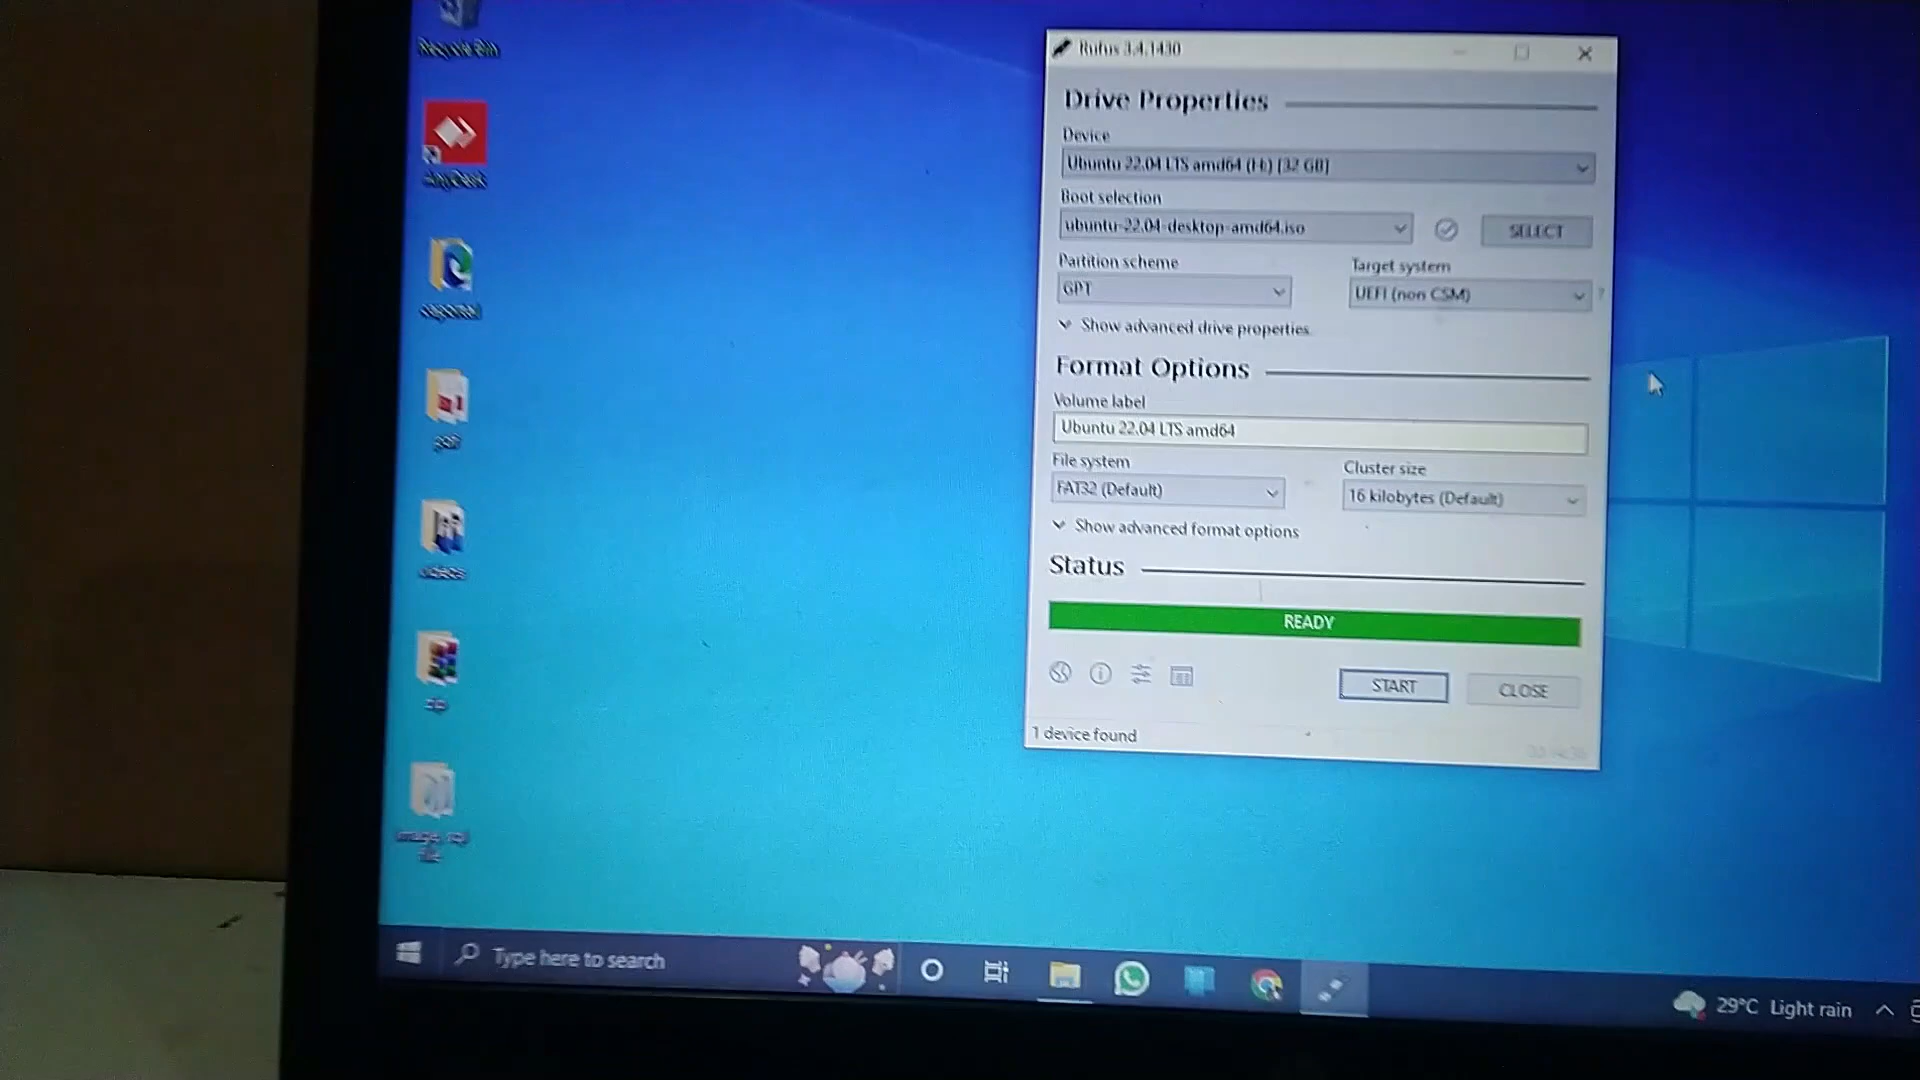 Recycle Bin
AnyDesk
Rufus 3.4.1430
Drive Properties
Device
Ubuntu 22.04 LTS amd64 (H:) [32 GB]
Boot selection
ubuntu-22.04-desktop-amd64.iso
SELECT
Partition scheme
Target system
GPT
UEFI (non CSM)
?
Show advanced drive properties
Format Options
Volume label
Ubuntu 22.04 LTS amd64
File system
Cluster size
FAT32 (Default)
16 kilobytes (Default)
Show advanced format options
Status
READY
START
CLOSE
1 device found
Type here to search
29°C Light rain